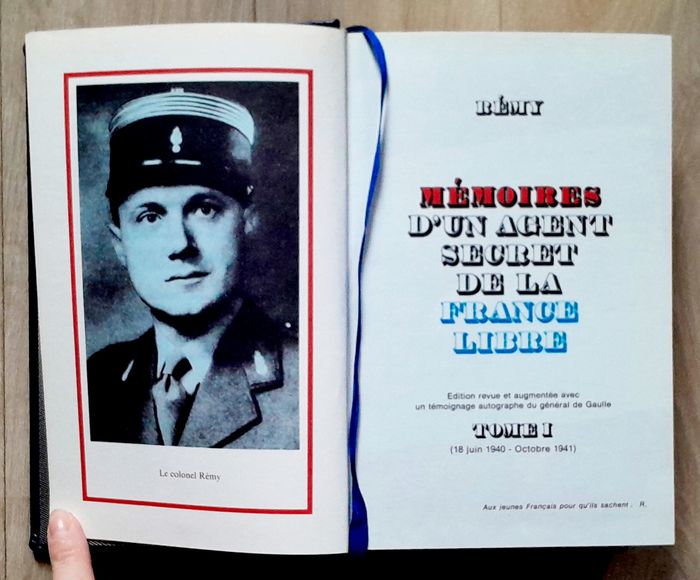 Le colonel Rémy
RÉMY
MÉMOIRES
D'UN AGENT
SECRET
DE LA
FRANCE
LIBRE
Edition revue et augmentée avec
un témoignage autographe du général de Gaulle
TOME I
(18 juin 1940 - Octobre 1941)
Aux jeunes Français pour qu'ils sachent. R.